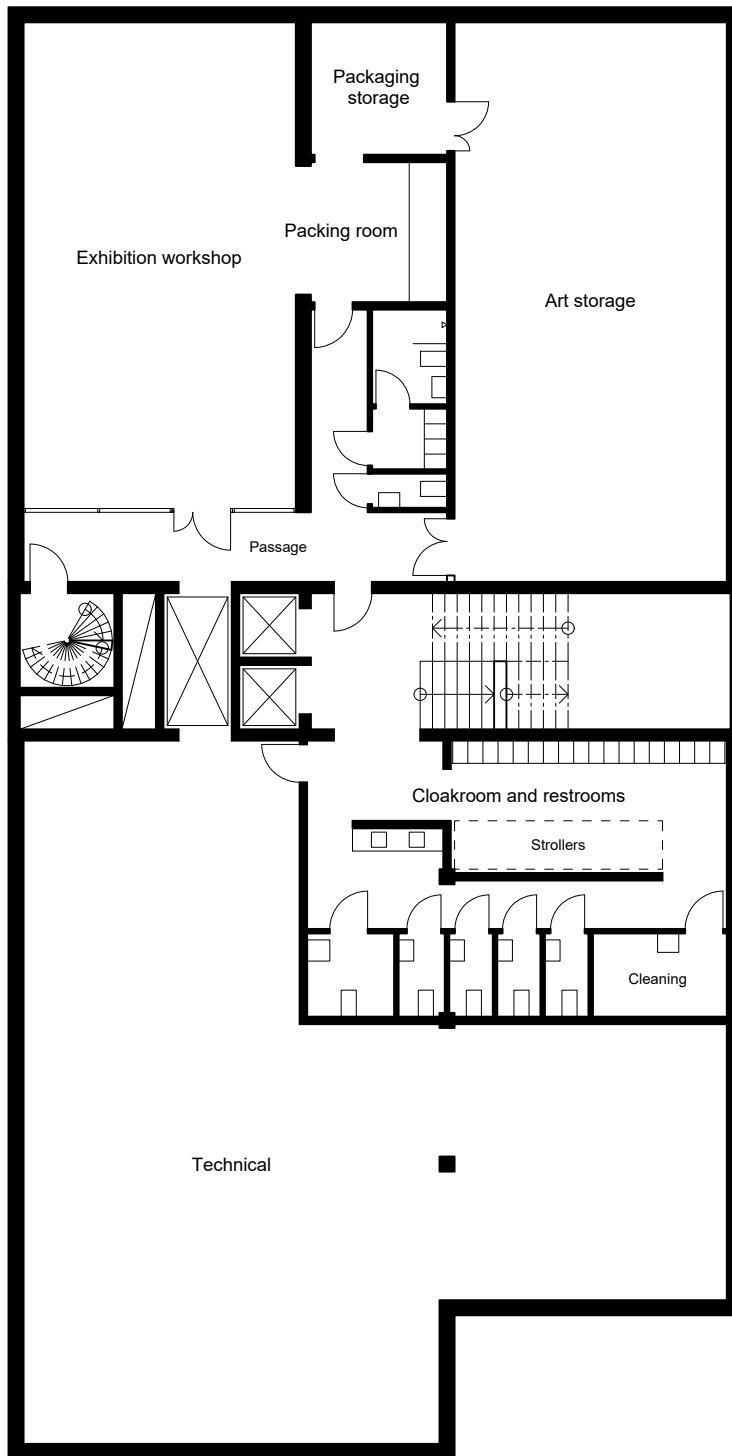 Packaging
storage
Packing room
Exhibition workshop
Art storage
Passage
Cloakroom and restrooms
Strollers
Cleaning
Technical